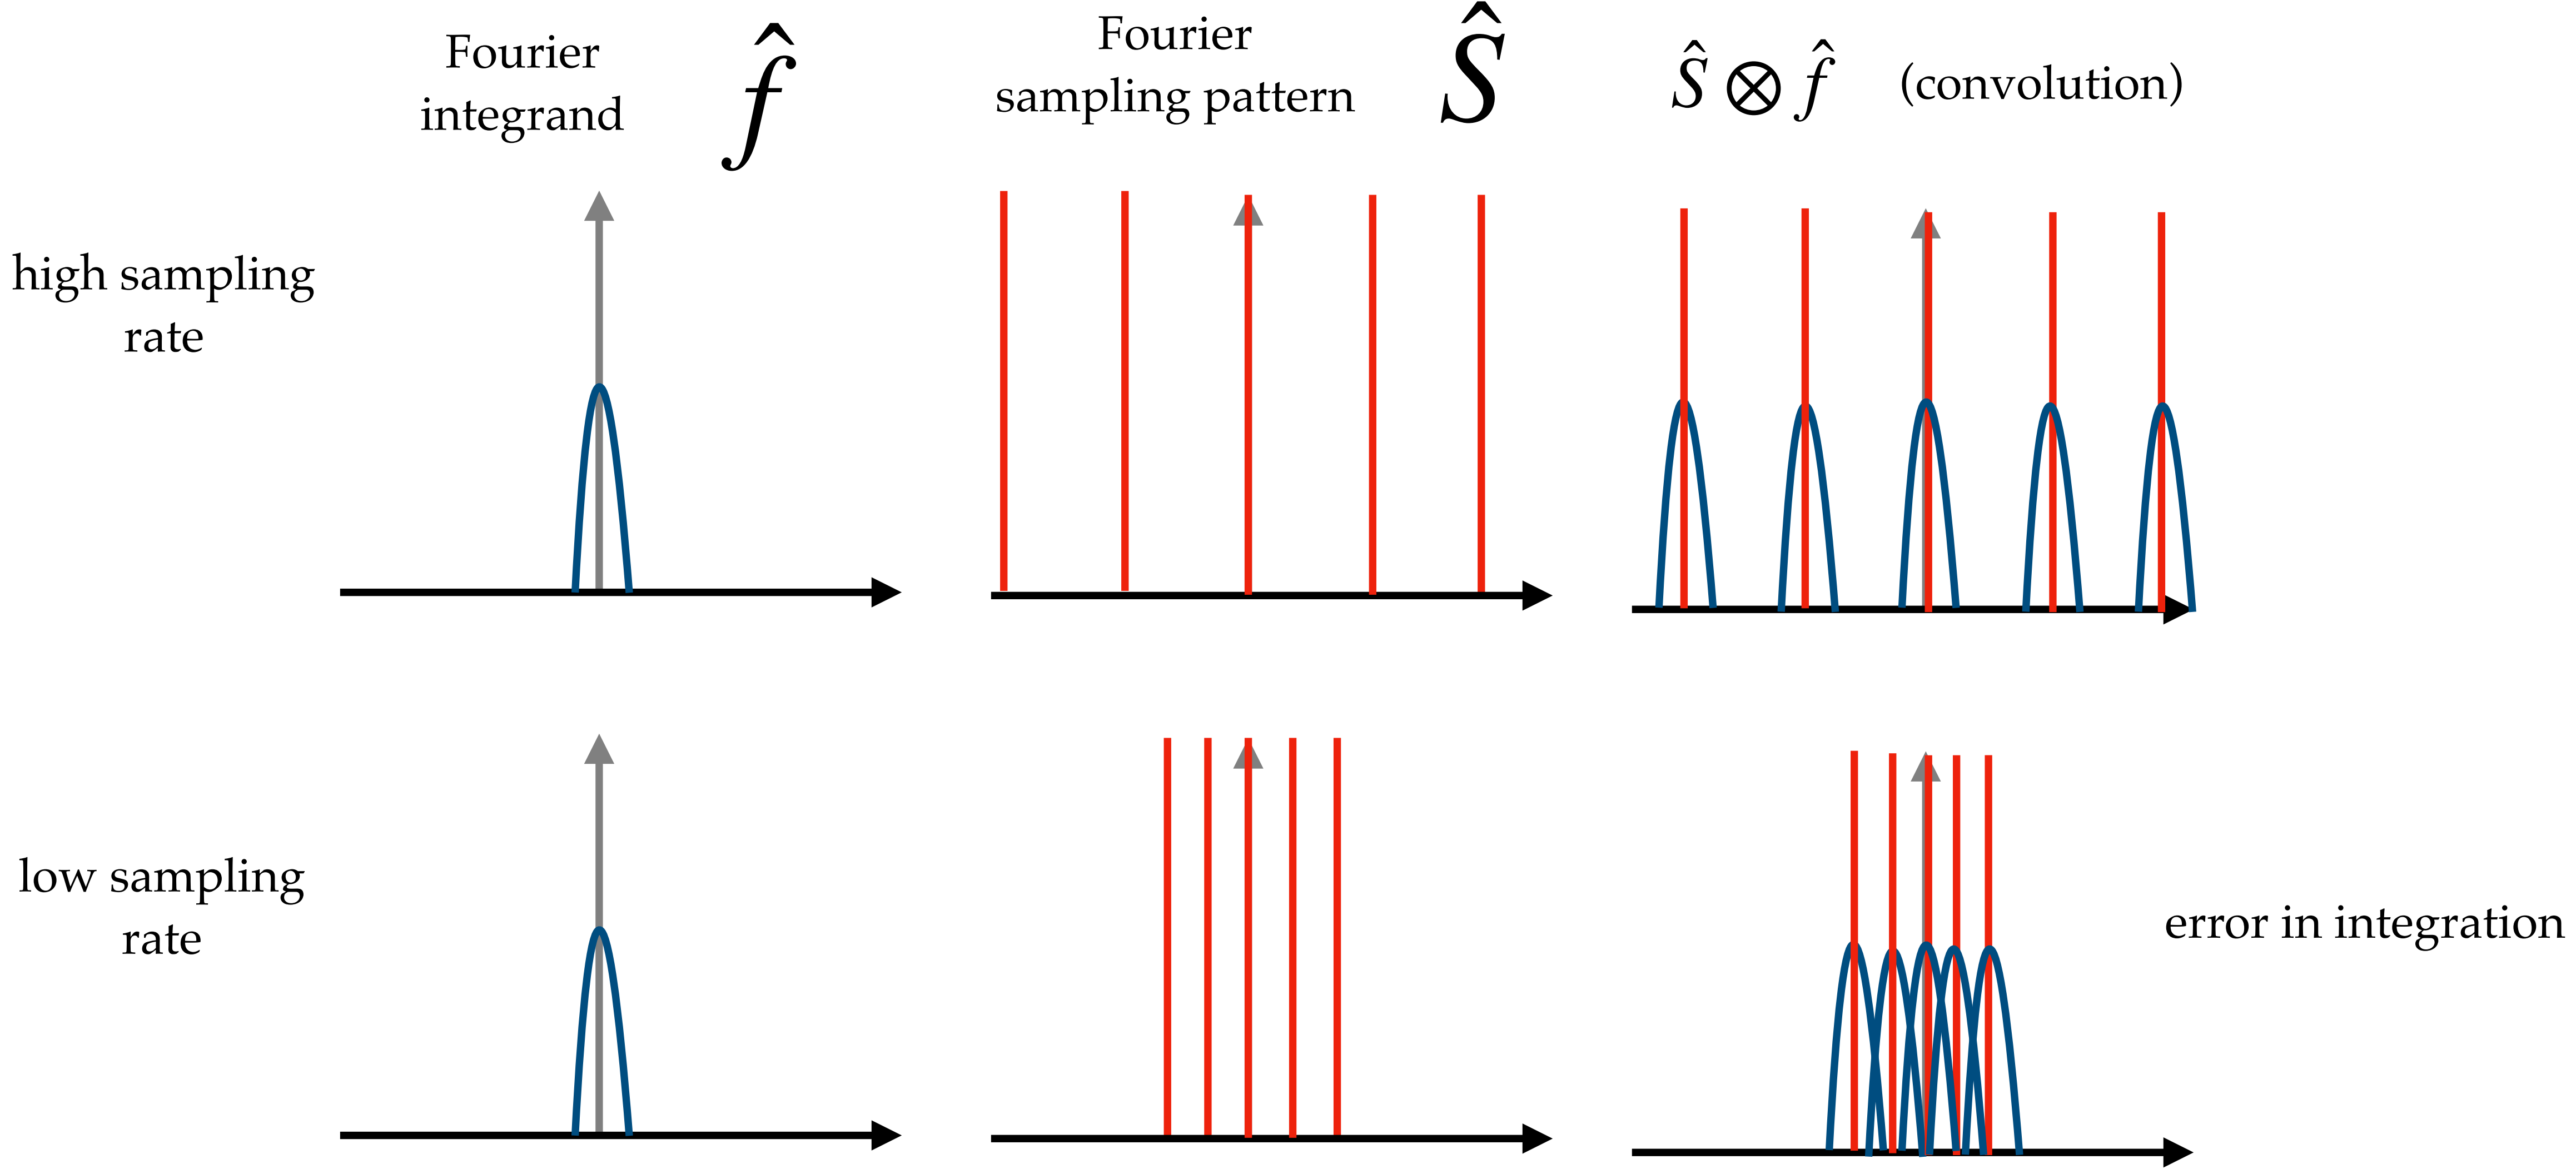 Fourier
integrand
f̂
Fourier
sampling pattern
Ŝ
Ŝ ⊗ f̂ (convolution)
high sampling
rate
low sampling
rate
error in integration